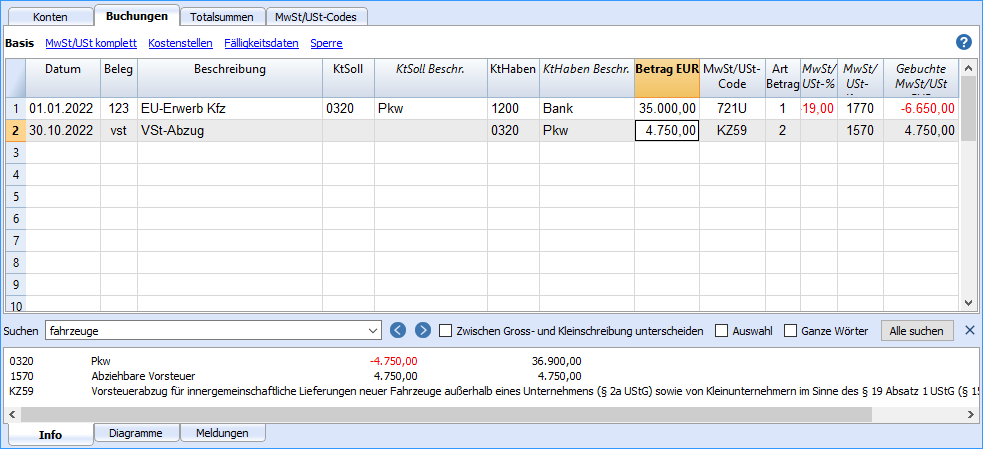 Konten Buchungen Totalsummen MwSt/USt-Codes
Basis MwSt/USt komplett Kostenstellen Fälligkeitsdaten Sperre ?
Datum Beleg Beschreibung KtSoll KtSoll Beschr. KtHaben KtHaben Beschr. Betrag EUR MwSt/USt-Code Art Betrag MwSt/USt-% MwSt/USt- Gebuchte MwSt/USt
1 01.01.2022 123 EU-Erwerb Kfz 0320 Pkw 1200 Bank 35.000,00 721U 1 -19,00 1770 -6.650,00
2 30.10.2022 vst VSt-Abzug 0320 Pkw 4.750,00 KZ59 2 1570 4.750,00
3
4
5
6
7
8
9
10
Suchen fahrzeuge Zwischen Gross- und Kleinschreibung unterscheiden Auswahl Ganze Wörter Alle suchen
0320 Pkw -4.750,00 36.900,00
1570 Abziehbare Vorsteuer 4.750,00 4.750,00
KZ59 Vorsteuerabzug für innergemeinschaftliche Lieferungen neuer Fahrzeuge außerhalb eines Unternehmens (§ 2a UStG) sowie von Kleinunternehmern im Sinne des § 19 Absatz 1 UStG (§ 15
Info Diagramme Meldungen